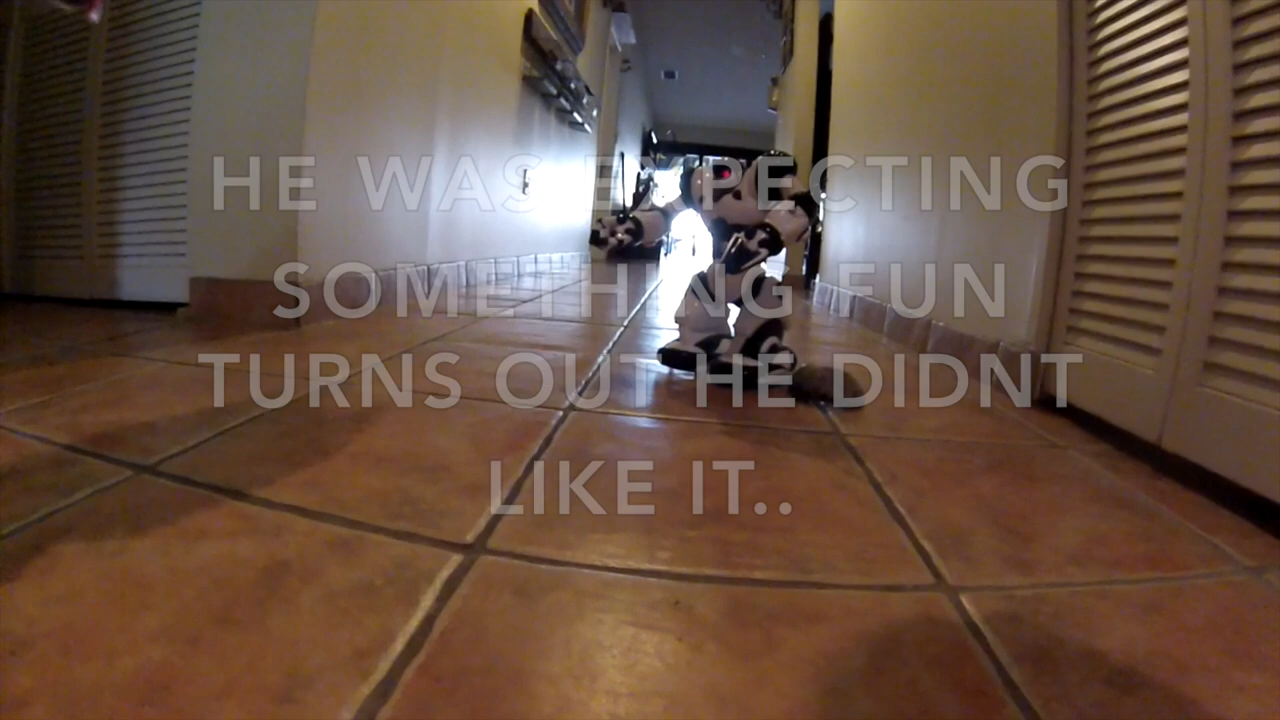 HE WAS EXPECTING
SOMETHING FUN
TURNS OUT HE DIDNT
LIKE IT..